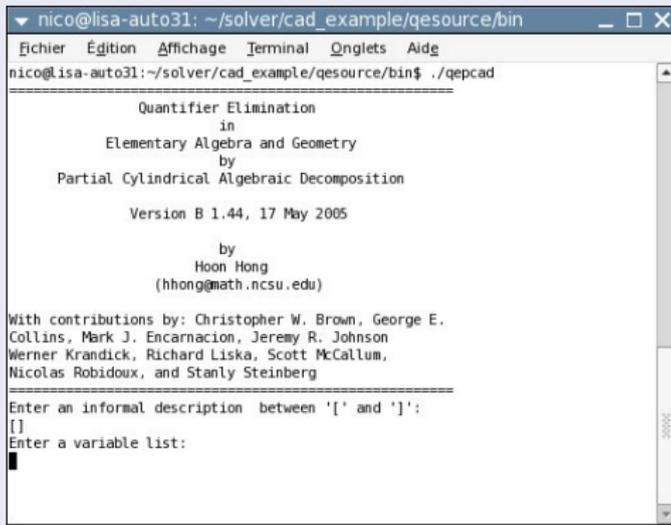 nico@lisa-auto31: ~/solver/cad_example/qesource/bin
Fichier Édition Affichage Terminal Onglets Aide
nico@lisa-auto31:~/solver/cad_example/qesource/bin$ ./qepcad
=======================================================
Quantifier Elimination
in
Elementary Algebra and Geometry
by
Partial Cylindrical Algebraic Decomposition
Version B 1.44, 17 May 2005
by
Hoon Hong
(hhong@math.ncsu.edu)
With contributions by: Christopher W. Brown, George E.
Collins, Mark J. Encarnacion, Jeremy R. Johnson
Werner Krandick, Richard Liska, Scott McCallum,
Nicolas Robidoux, and Stanly Steinberg
=======================================================
Enter an informal description  between '[' and ']':
[]
Enter a variable list: